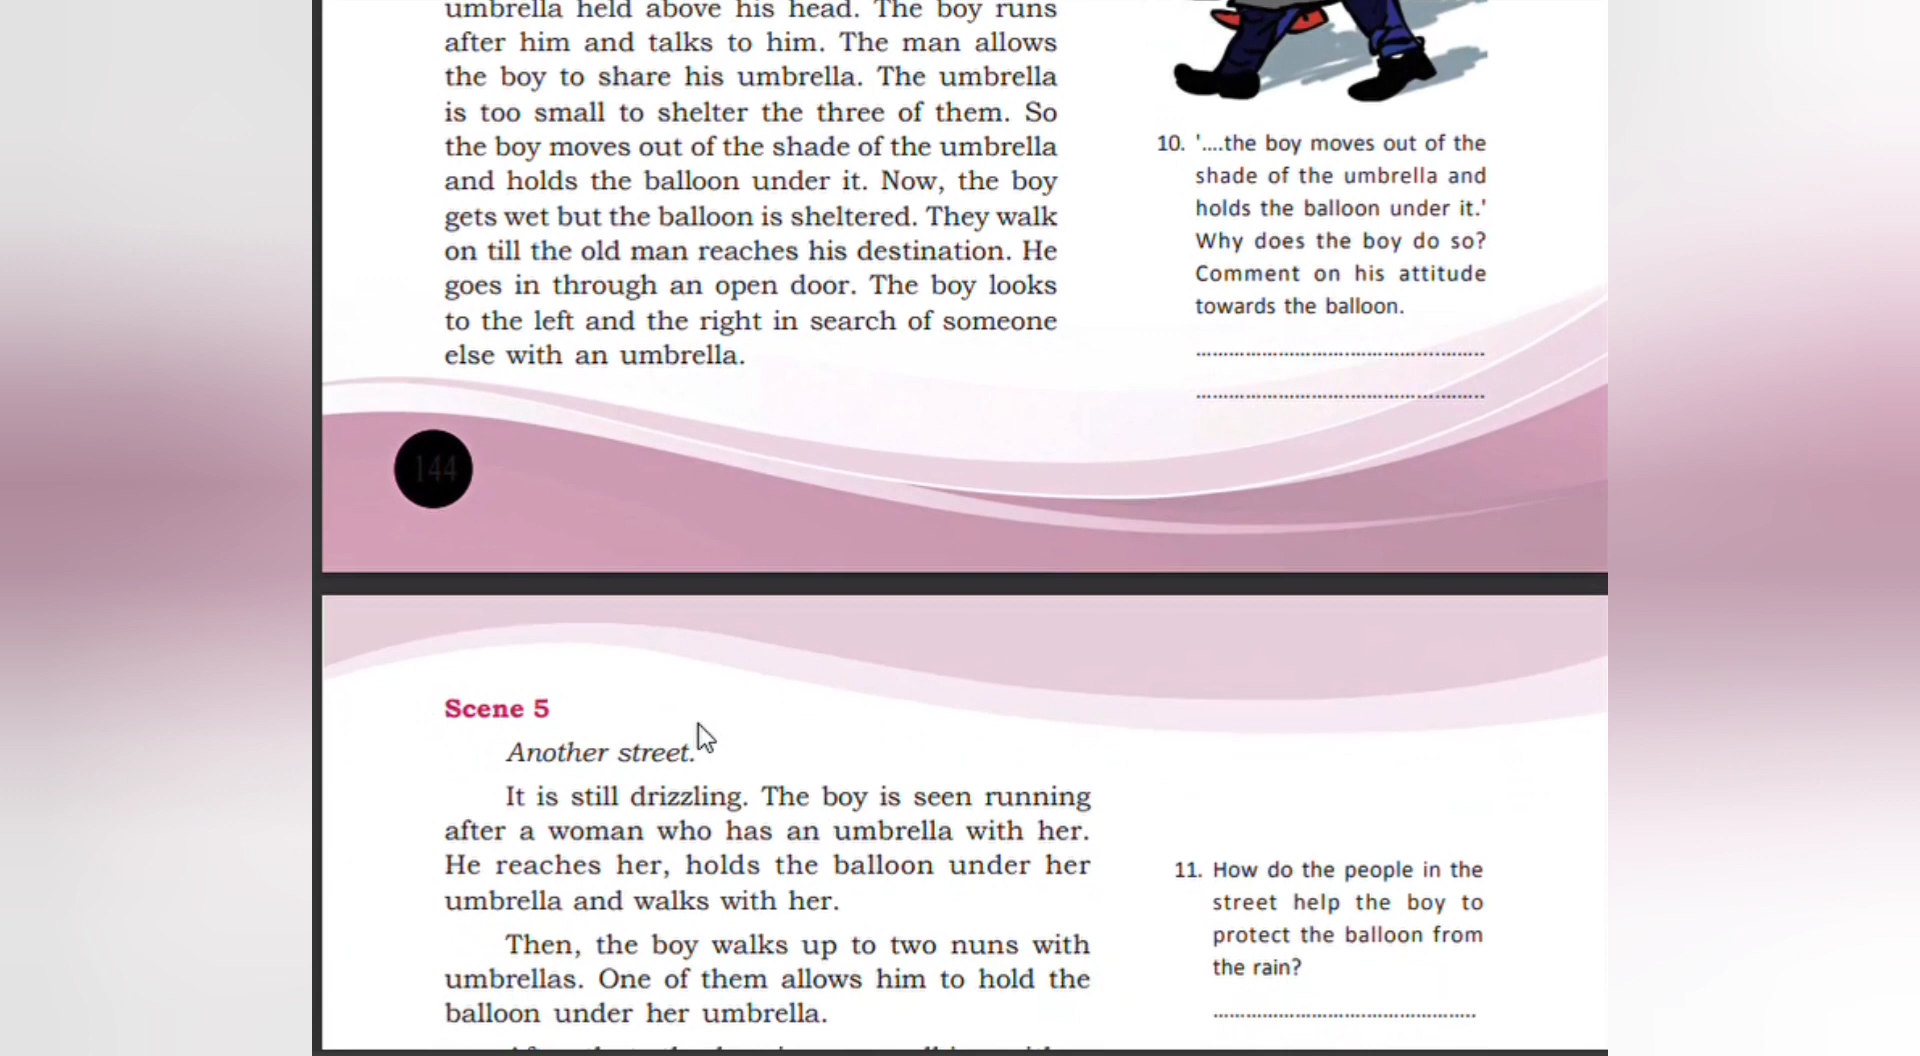 umbrella held above his head. The boy runs
after him and talks to him. The man allows
the boy to share his umbrella. The umbrella
is too small to shelter the three of them. So
the boy moves out of the shade of the umbrella
and holds the balloon under it. Now, the boy
gets wet but the balloon is sheltered. They walk
on till the old man reaches his destination. He
goes in through an open door. The boy looks
to the left and the right in search of someone
else with an umbrella.
10. '....the boy moves out of the
shade of the umbrella and
holds the balloon under it.'
Why does the boy do so?
Comment on his attitude
towards the balloon.
144
Scene 5
Another street.
It is still drizzling. The boy is seen running
after a woman who has an umbrella with her.
He reaches her, holds the balloon under her
umbrella and walks with her.
Then, the boy walks up to two nuns with
umbrellas. One of them allows him to hold the
balloon under her umbrella.
11. How do the people in the
street help the boy to
protect the balloon from
the rain?